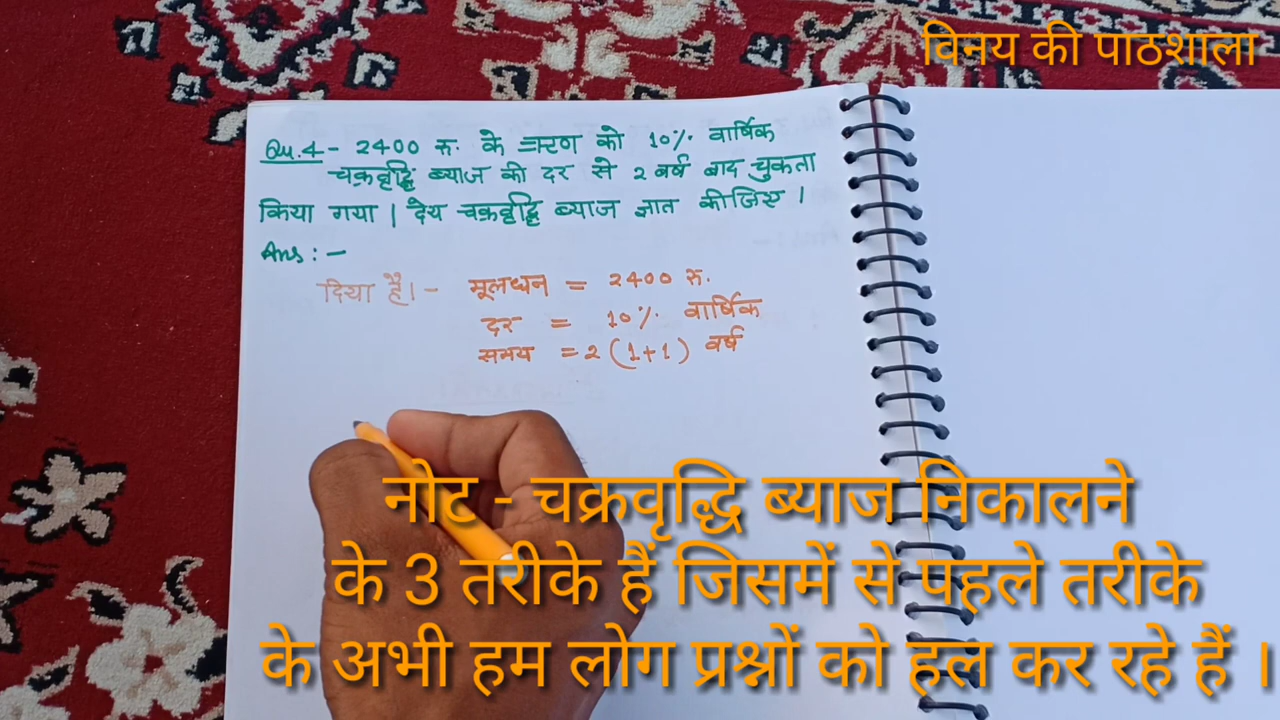 विनय की पाठशाला
Qu.4 - 2400 रु. के ऋण को 10% वार्षिक
चक्रवृद्धि ब्याज की दर से 2 वर्ष बाद चुकता
किया गया । देय चक्रवृद्धि ब्याज ज्ञात कीजिए ।
Ans : -
दिया है।- मूलधन = 2400 रु.
दर = 10% वार्षिक
समय = 2 (1+1) वर्ष
नोट - चक्रवृद्धि ब्याज निकालने
के 3 तरीके हैं जिसमें से पहले तरीके
के अभी हम लोग प्रश्नों को हल कर रहे हैं ।